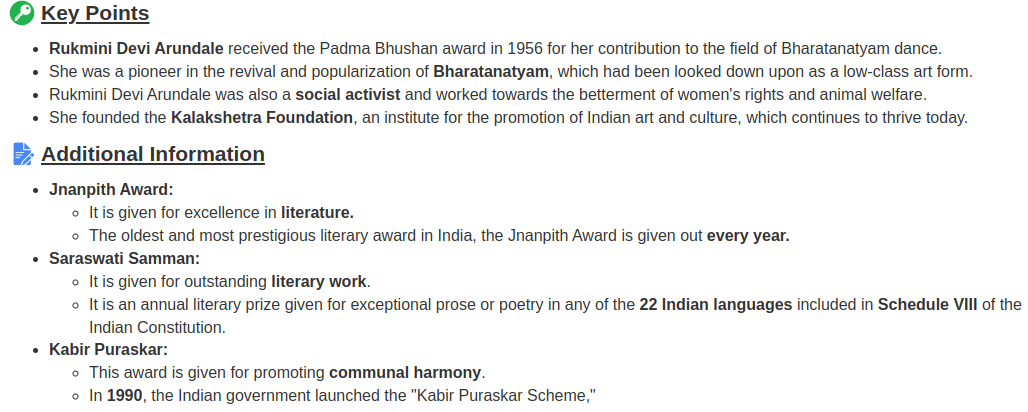 Key Points
• Rukmini Devi Arundale received the Padma Bhushan award in 1956 for her contribution to the field of Bharatanatyam dance.
• She was a pioneer in the revival and popularization of Bharatanatyam, which had been looked down upon as a low-class art form.
• Rukmini Devi Arundale was also a social activist and worked towards the betterment of women's rights and animal welfare.
• She founded the Kalakshetra Foundation, an institute for the promotion of Indian art and culture, which continues to thrive today.
Additional Information
• Jnanpith Award:
◦ It is given for excellence in literature.
◦ The oldest and most prestigious literary award in India, the Jnanpith Award is given out every year.
• Saraswati Samman:
◦ It is given for outstanding literary work.
◦ It is an annual literary prize given for exceptional prose or poetry in any of the 22 Indian languages included in Schedule VIII of the
Indian Constitution.
• Kabir Puraskar:
◦ This award is given for promoting communal harmony.
◦ In 1990, the Indian government launched the "Kabir Puraskar Scheme,"